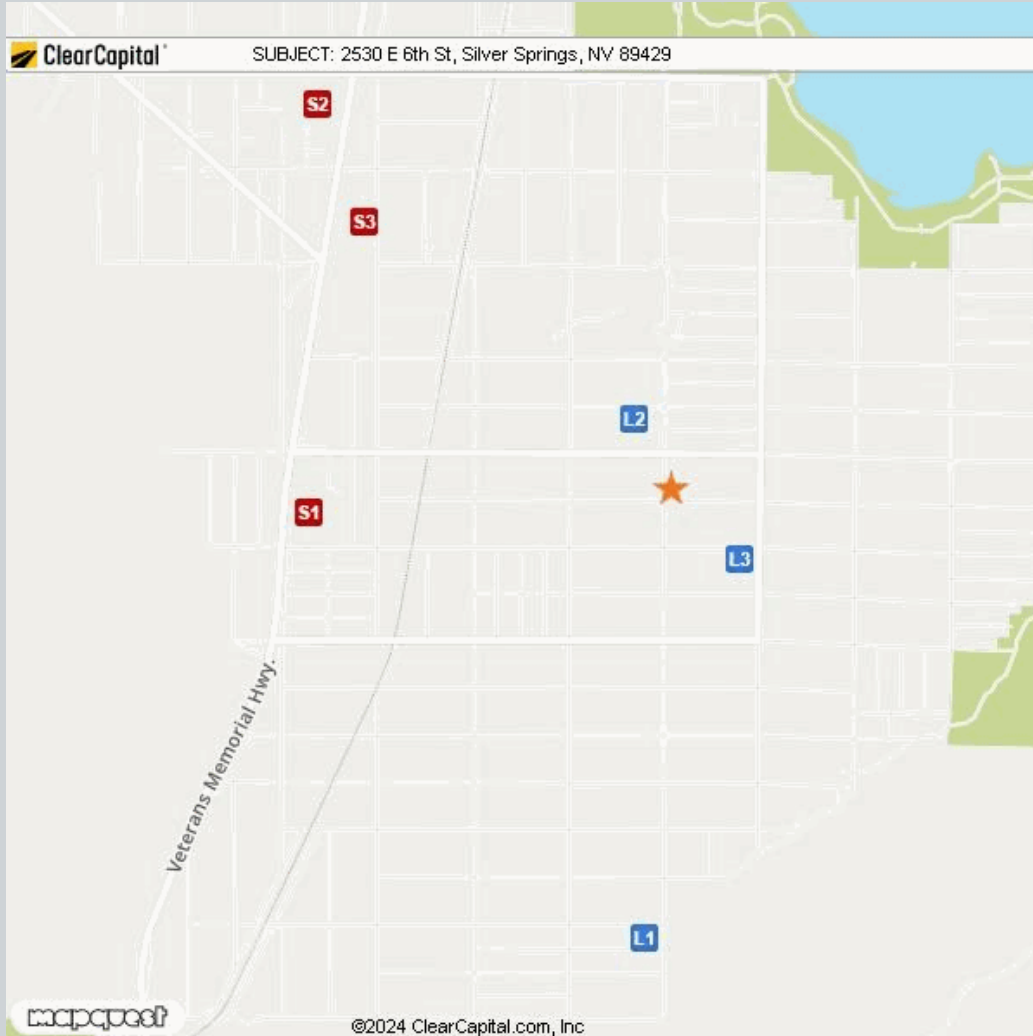 ClearCapital
SUBJECT: 2530 E 6th St, Silver Springs, NV 89429
S2
S3
L2
S1
L3
Veterans Memorial Hwy.
L1
mapquest
©2024 ClearCapital.com, Inc